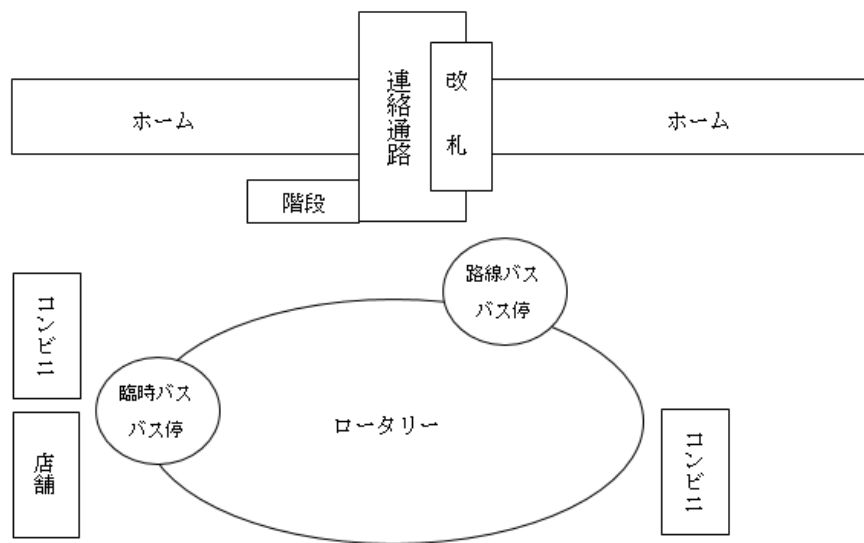 連絡通路
改札
ホーム
ホーム
階段
路線バス
バス停
コンビニ
臨時バス
バス停
ロータリー
店舗
コンビニ